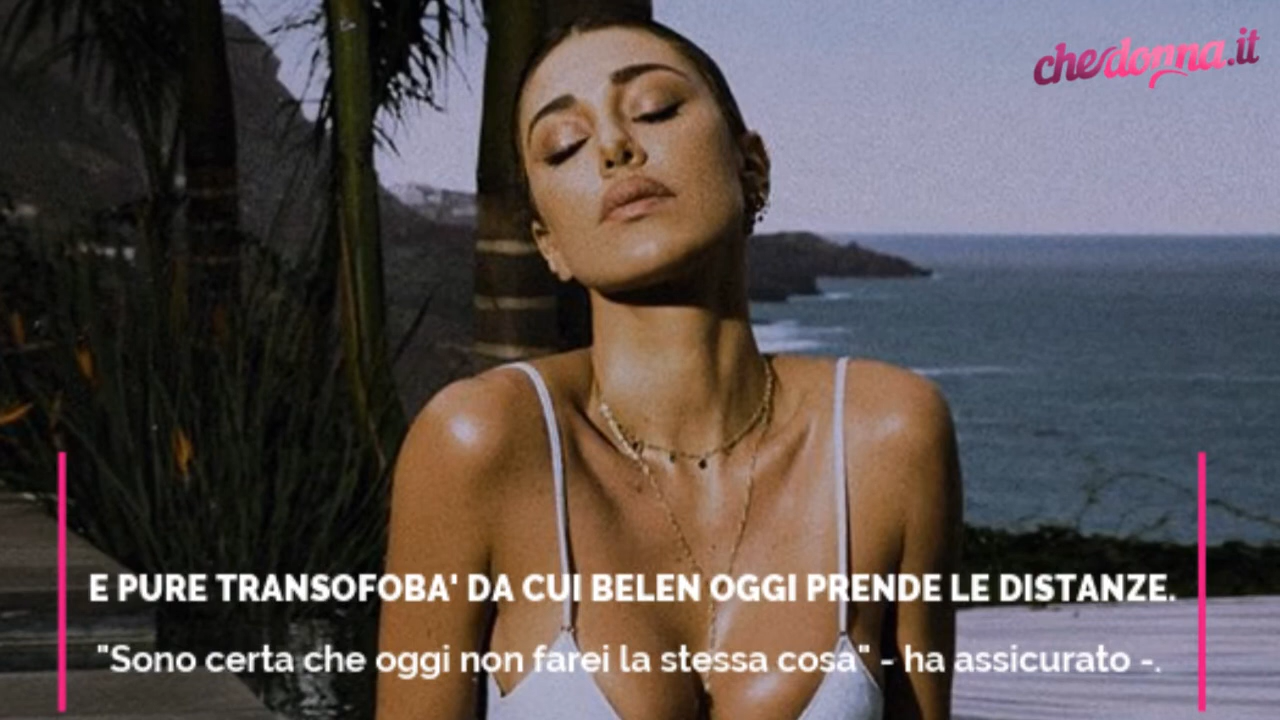 chedonna.it
E PURE TRANSOFOBA' DA CUI BELEN OGGI PRENDE LE DISTANZE.
"Sono certa che oggi non farei la stessa cosa" - ha assicurato -.